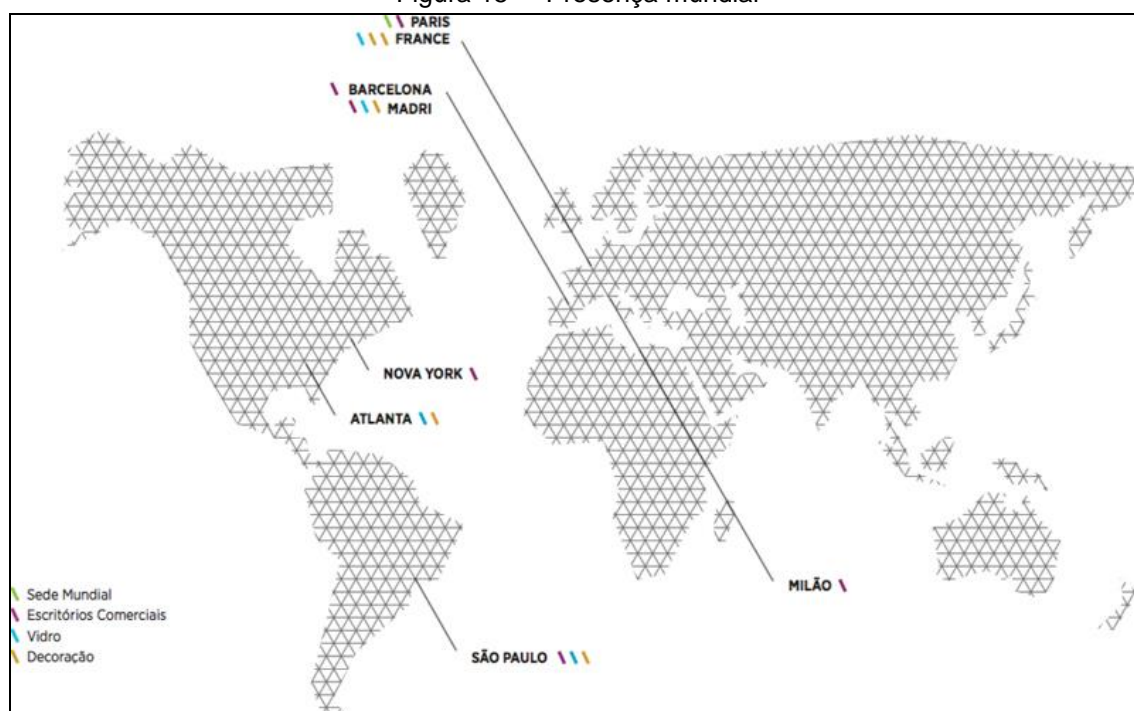 PARIS
FRANCE
BARCELONA
MADRI
NOVA YORK
ATLANTA
MILÃO
Sede Mundial
Escritórios Comerciais
Vidro
Decoração
SÃO PAULO